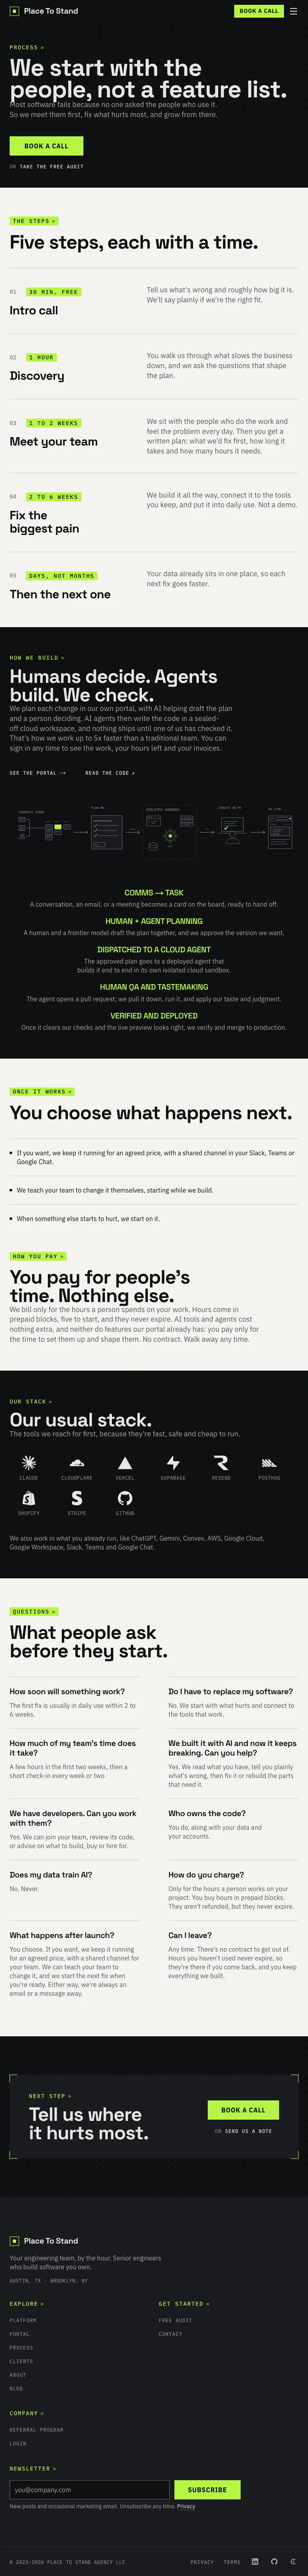 Place To Stand
BOOK A CALL
PROCESS
We start with the
people, not a feature list.
Most software fails because no one asked the people who use it.
So we meet them first, fix what hurts most, and grow from there.
BOOK A CALL
OR TAKE THE FREE AUDIT
THE STEPS
Five steps, each with a time.
01 30 MIN, FREE
Intro call
Tell us what's wrong and roughly how big it is.
We'll say plainly if we're the right fit.
02 1 HOUR
Discovery
You walk us through what slows the business
down, and we ask the questions that shape
the plan.
03 1 TO 2 WEEKS
Meet your team
We sit with the people who do the work and
feel the problem every day. Then you get a
written plan: what we'd fix first, how long it
takes and how many hours it needs.
04 2 TO 6 WEEKS
Fix the
biggest pain
We build it all the way, connect it to the tools
you keep, and put it into daily use. Not a demo.
05 DAYS, NOT MONTHS
Then the next one
Your data already sits in one place, so each
next fix goes faster.
HOW WE BUILD
Humans decide. Agents
build. We check.
We plan each change in our own portal, with AI helping draft the plan
and a person deciding. AI agents then write the code in a sealed-
off cloud workspace, and nothing ships until one of us has checked it.
That's how we work up to 5x faster than a traditional team. You can
sign in any time to see the work, your hours left and your invoices.
SEE THE PORTAL →
READ THE CODE ↗
PLAN MD
ISOLATED SANDBOX
COMMS → TASK
A conversation, an email, or a meeting becomes a card on the board, ready to hand off.
HUMAN + AGENT PLANNING
A human and a frontier model draft the plan together, and we approve the version we want.
DISPATCHED TO A CLOUD AGENT
The approved plan goes to a deployed agent that
builds it end to end in its own isolated cloud sandbox.
HUMAN QA AND TASTEMAKING
The agent opens a pull request; we pull it down, run it, and apply our taste and judgment.
VERIFIED AND DEPLOYED
Once it clears our checks and the live preview looks right, we verify and merge to production.
ONCE IT WORKS
You choose what happens next.
If you want, we keep it running for an agreed price, with a shared channel in your Slack, Teams or
Google Chat.
We teach your team to change it themselves, starting while we build.
When something else starts to hurt, we start on it.
HOW YOU PAY
You pay for people's
time. Nothing else.
We bill only for the hours a person spends on your work. Hours come in
prepaid blocks, five to start, and they never expire. AI tools and agents cost
nothing extra, and neither do features our portal already has: you pay only for
the time to set them up and shape them. No contract. Walk away any time.
OUR STACK
Our usual stack.
The tools we reach for first, because they're fast, safe and cheap to run.
CLAUDE
CLOUDFLARE
VERCEL
SUPABASE
RESEND
POSTHOG
SHOPIFY
STRIPE
GITHUB
We also work in what you already run, like ChatGPT, Gemini, Convex, AWS, Google Cloud,
Google Workspace, Slack, Teams and Google Chat.
QUESTIONS
What people ask
before they start.
How soon will something work?
The first fix is usually in daily use within 2 to
6 weeks.
Do I have to replace my software?
No. We start with what hurts and connect to
the tools that work.
How much of my team's time does
it take?
A few hours in the first two weeks, then a
short check-in every week or two.
We built it with AI and now it keeps
breaking. Can you help?
Yes. We read what you have, tell you plainly
what's wrong, then fix it or rebuild the parts
that need it.
We have developers. Can you work
with them?
Yes. We can join your team, review its code,
or advise on what to build, buy or hire for.
Who owns the code?
You do, along with your data and
your accounts.
Does my data train AI?
No. Never.
How do you charge?
Only for the hours a person works on your
project. You buy hours in prepaid blocks.
They aren't refunded, but they never expire.
What happens after launch?
You choose. If you want, we keep it running
for an agreed price, with a shared channel for
your team. We can teach your team to
change it, and we start the next fix when
you're ready. Either way, we're always an
email or a message away.
Can I leave?
Any time. There's no contract to get out of.
Hours you haven't used never expire, so
they're there if you come back, and you keep
everything we built.
NEXT STEP
Tell us where
it hurts most.
BOOK A CALL
OR SEND US A NOTE
Place To Stand
Your engineering team, by the hour. Senior engineers
who build software you own.
AUSTIN, TX · BROOKLYN, NY
EXPLORE
PLATFORM
PORTAL
PROCESS
CLIENTS
ABOUT
BLOG
GET STARTED
FREE AUDIT
CONTACT
COMPANY
REFERRAL PROGRAM
LOGIN
NEWSLETTER
you@company.com
SUBSCRIBE
New posts and occasional marketing email. Unsubscribe any time. Privacy
© 2025–2026 PLACE TO STAND AGENCY LLC
PRIVACY
TERMS